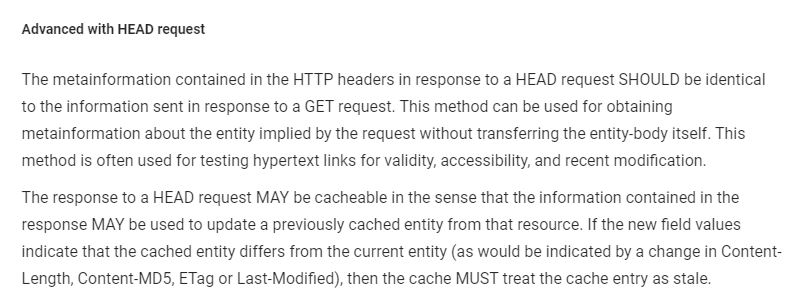 Advanced with HEAD request
The metainformation contained in the HTTP headers in response to a HEAD request SHOULD be identical
to the information sent in response to a GET request. This method can be used for obtaining
metainformation about the entity implied by the request without transferring the entity-body itself. This
method is often used for testing hypertext links for validity, accessibility, and recent modification.
The response to a HEAD request MAY be cacheable in the sense that the information contained in the
response MAY be used to update a previously cached entity from that resource. If the new field values
indicate that the cached entity differs from the current entity (as would be indicated by a change in Content-
Length, Content-MD5, ETag or Last-Modified), then the cache MUST treat the cache entry as stale.